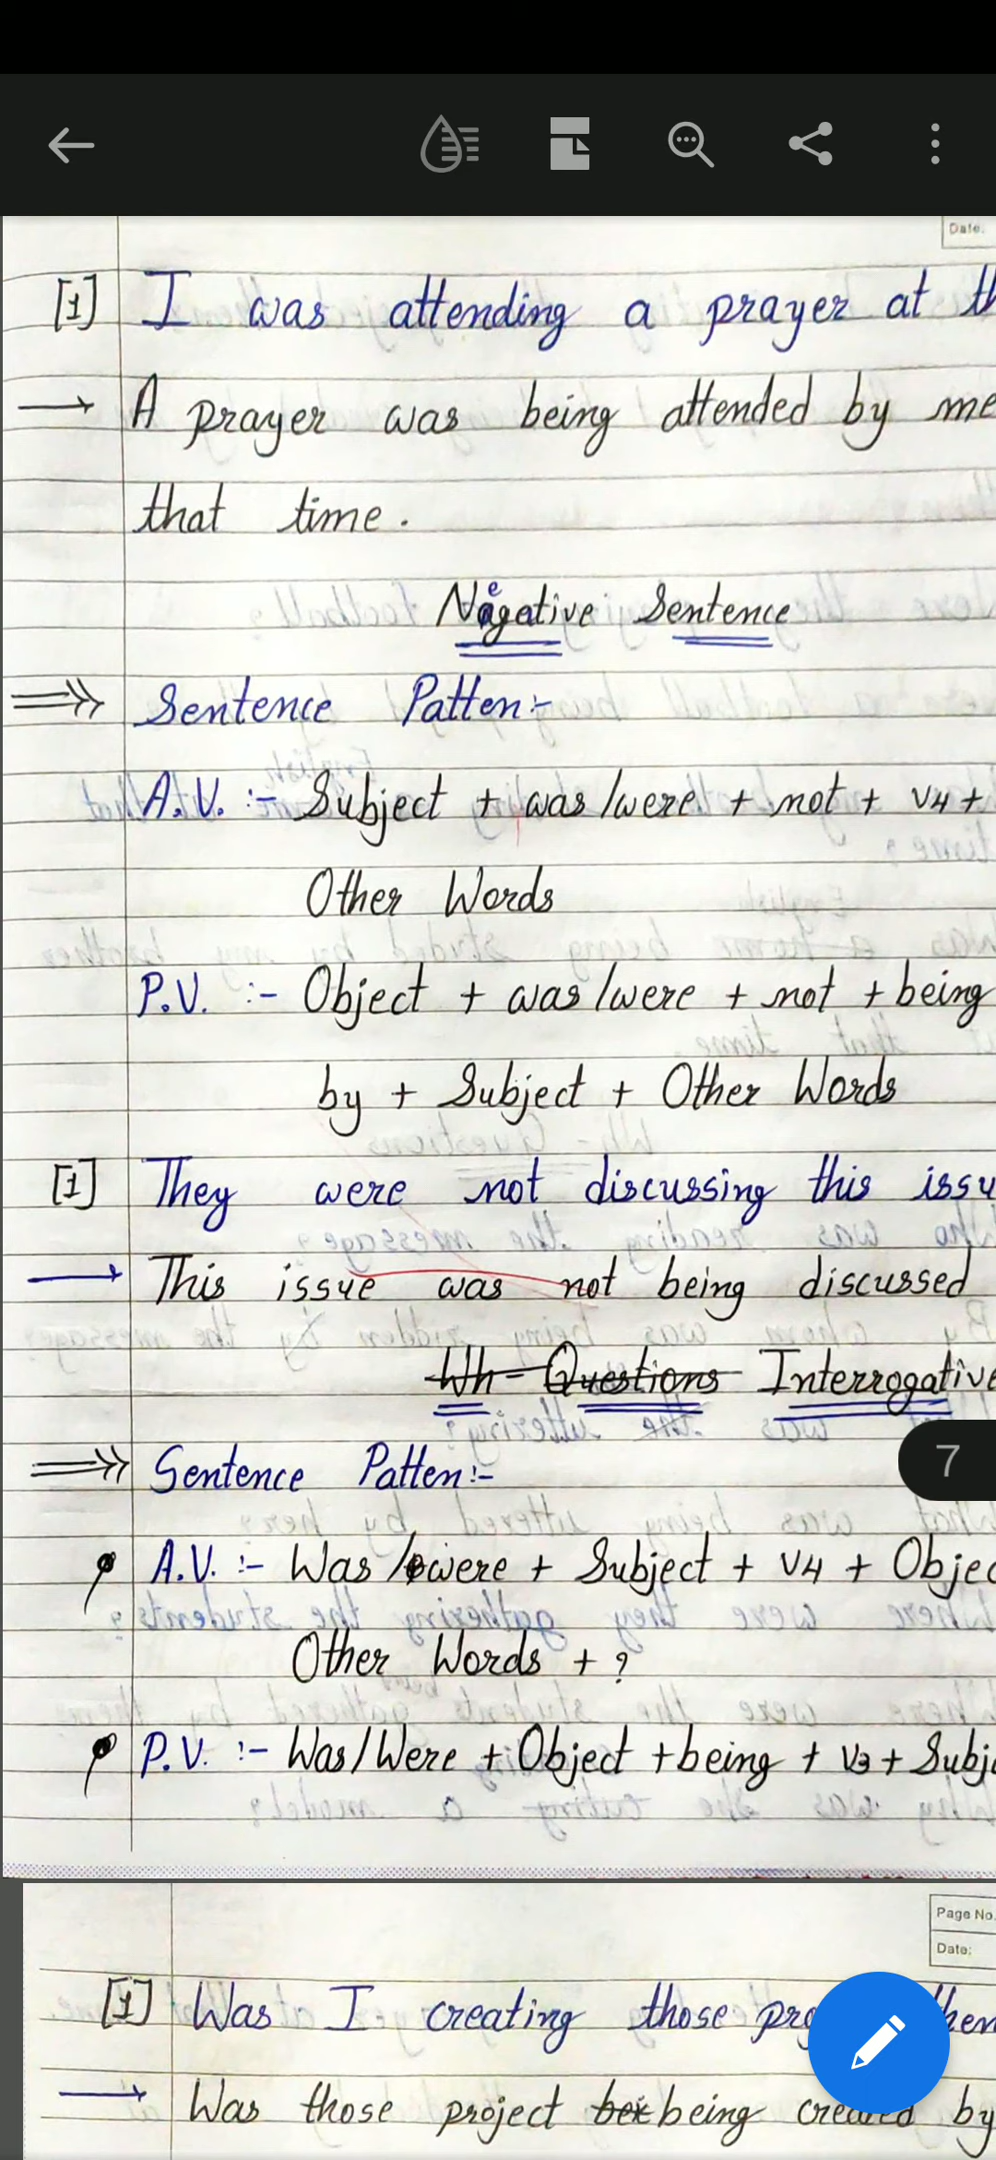 Date:
[1] I was attending a prayer at th
→ A prayer was being attended by me
that time.
Negative Sentence
⇒ Sentence Patten:-
A.V. :- Subject + was/were + not + V4 +
Other Words
P.V. :- Object + was/were + not + being
by + Subject + Other Words
[1] They were not discussing this issu
→ This issue was not being discussed
Wh- Questions Interrogative
⇒ Sentence Patten:-
A.V. :- Was/were + Subject + V4 + Objec
Other Words + ?
7
P.V. :- Was/Were + Object + being + V3 + Subje
Page No.
Date:
[1] Was I creating those
→ Was those project being created by